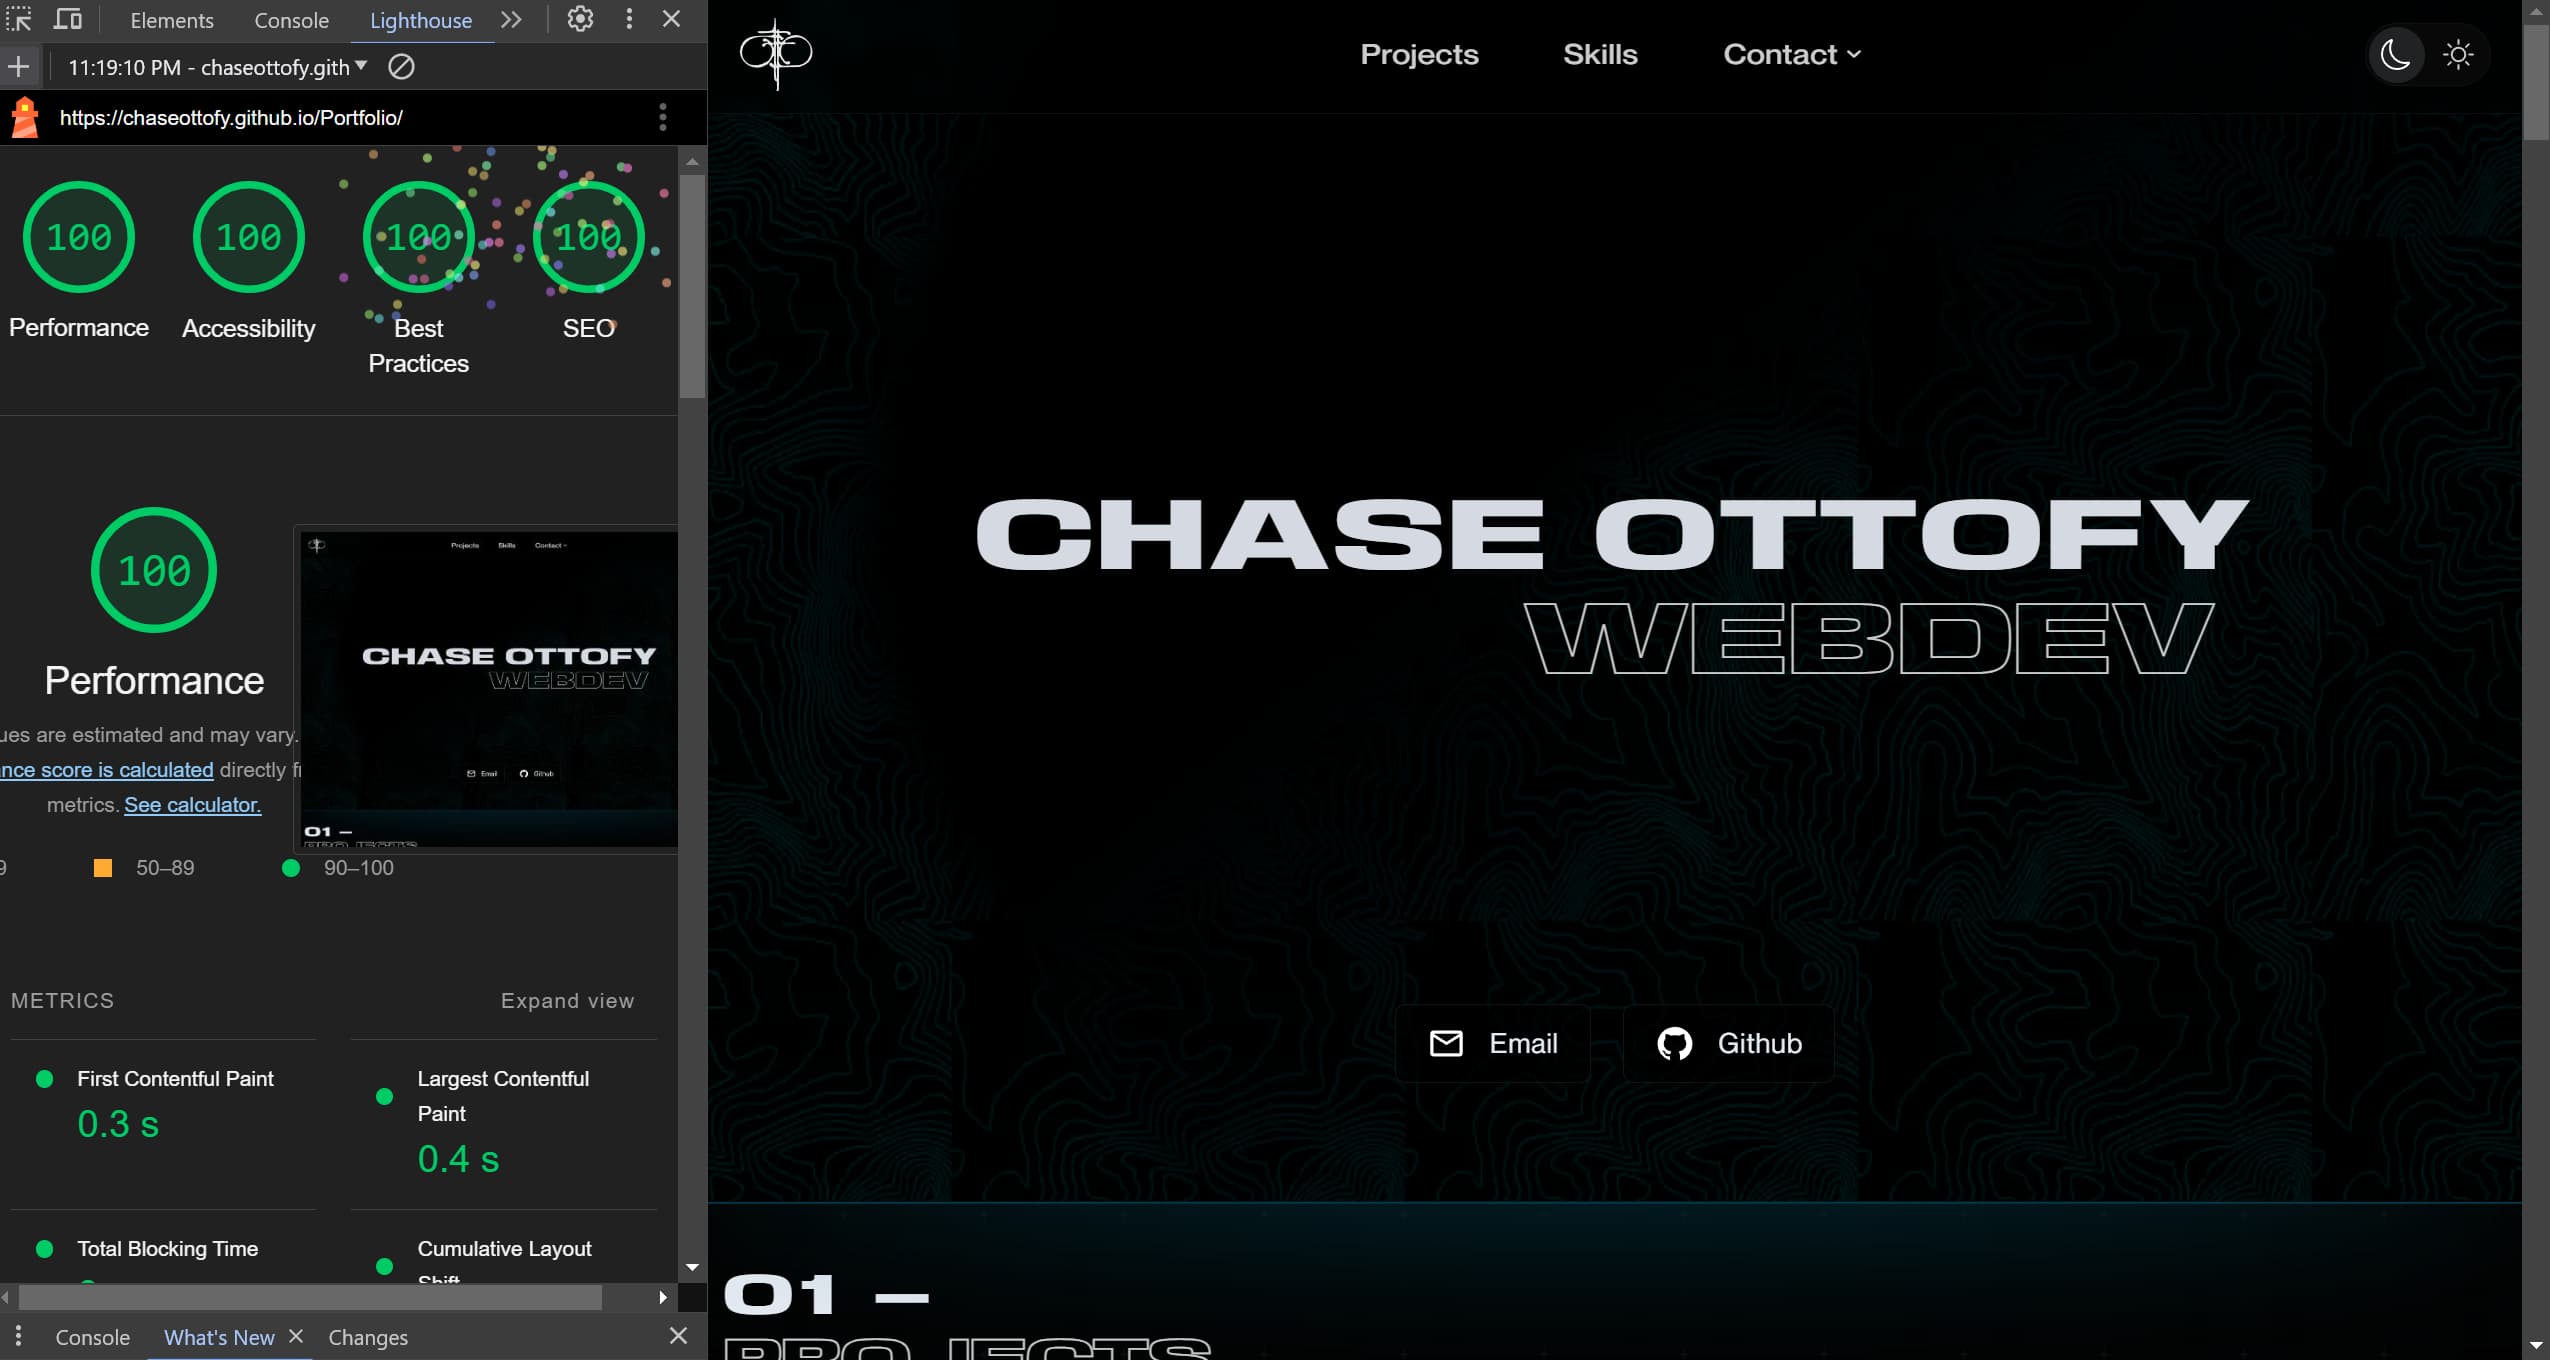 Elements Console Lighthouse
11:19:10 PM - chaseottofy.gith
https://chaseottofy.github.io/Portfolio/
100 100 100 100
Performance Accessibility Best Practices SEO
100
Performance
ues are estimated and may vary.
nce score is calculated directly f
metrics. See calculator.
9 50–89 90–100
Projects Skills Contact
CHASE OTTOFY
WEBDEV
Email Github
01 –
PROJECTS
METRICS Expand view
First Contentful Paint
0.3 s
Largest Contentful
Paint
0.4 s
Total Blocking Time
Cumulative Layout
Shift
Console What's New Changes
Projects Skills Contact
CHASE OTTOFY
WEBDEV
Email Github
01 –
PROJECTS